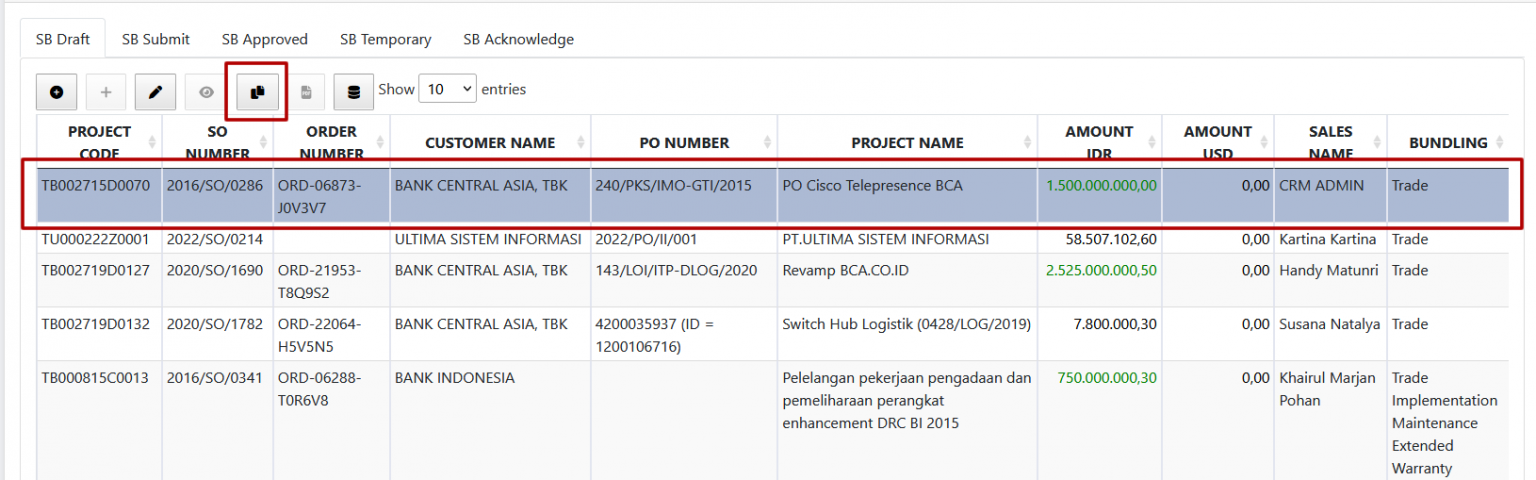 SB Draft SB Submit SB Approved SB Temporary SB Acknowledge
Show 10 entries
PROJECT CODE SO NUMBER ORDER NUMBER CUSTOMER NAME PO NUMBER PROJECT NAME AMOUNT IDR AMOUNT USD SALES NAME BUNDLING
TB002715D0070 2016/SO/0286 ORD-06873- BANK CENTRAL ASIA, TBK 240/PKS/IMO-GTI/2015 PO Cisco Telepresence BCA 1.500.000.000,00 0,00 CRM ADMIN Trade
J0V3V7
TU000222Z0001 2022/SO/0214 ULTIMA SISTEM INFORMASI 2022/PO/II/001 PT.ULTIMA SISTEM INFORMASI 58.507.102,60 0,00 Kartina Kartina Trade
TB002719D0127 2020/SO/1690 ORD-21953- BANK CENTRAL ASIA, TBK 143/LOI/ITP-DLOG/2020 Revamp BCA.CO.ID 2.525.000.000,50 0,00 Handy Matunri Trade
T8Q9S2
TB002719D0132 2020/SO/1782 ORD-22064- BANK CENTRAL ASIA, TBK 4200035937 (ID = Switch Hub Logistik (0428/LOG/2019) 7.800.000,30 0,00 Susana Natalya Trade
H5V5N5 1200106716)
TB000815C0013 2016/SO/0341 ORD-06288- BANK INDONESIA Pelelangan pekerjaan pengadaan dan 750.000.000,30 0,00 Khairul Marjan Trade
T0R6V8 pemeliharaan perangkat Pohan Implementation
enhancement DRC BI 2015 Maintenance
Extended
Warranty